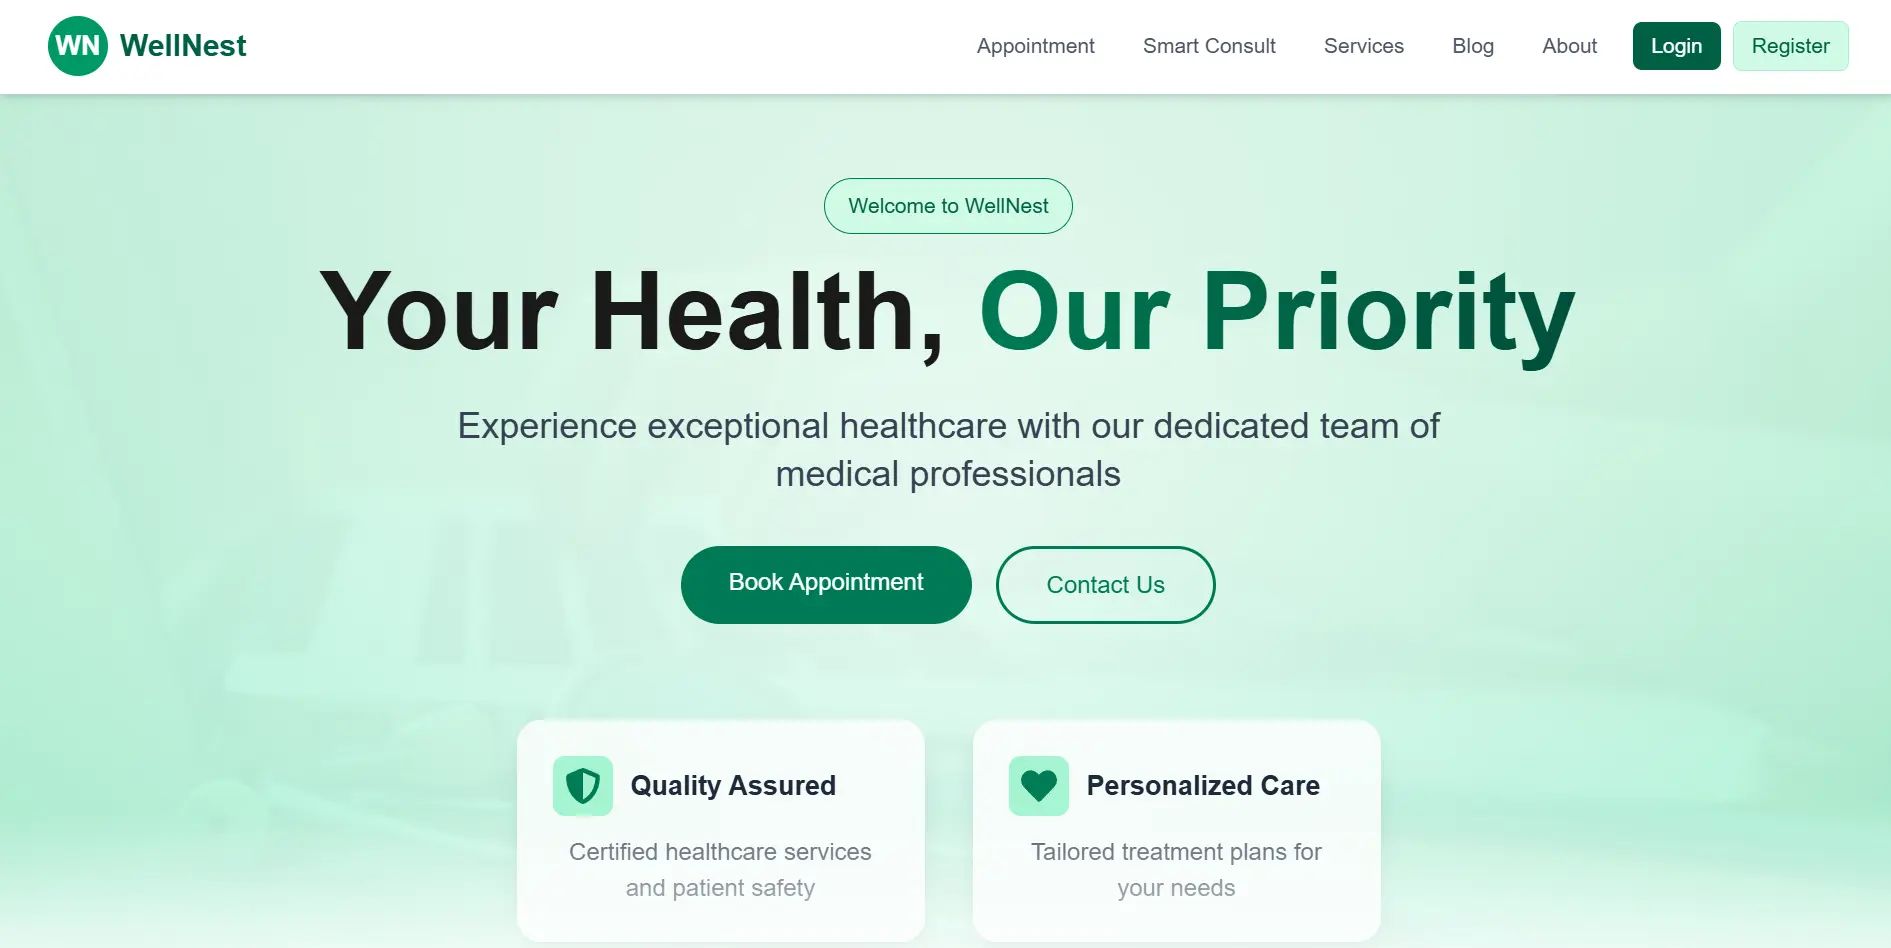 WN WellNest
Appointment
Smart Consult
Services
Blog
About
Login
Register
Welcome to WellNest
Your Health, Our Priority
Experience exceptional healthcare with our dedicated team of
medical professionals
Book Appointment
Contact Us
Quality Assured
Certified healthcare services
and patient safety
Personalized Care
Tailored treatment plans for
your needs